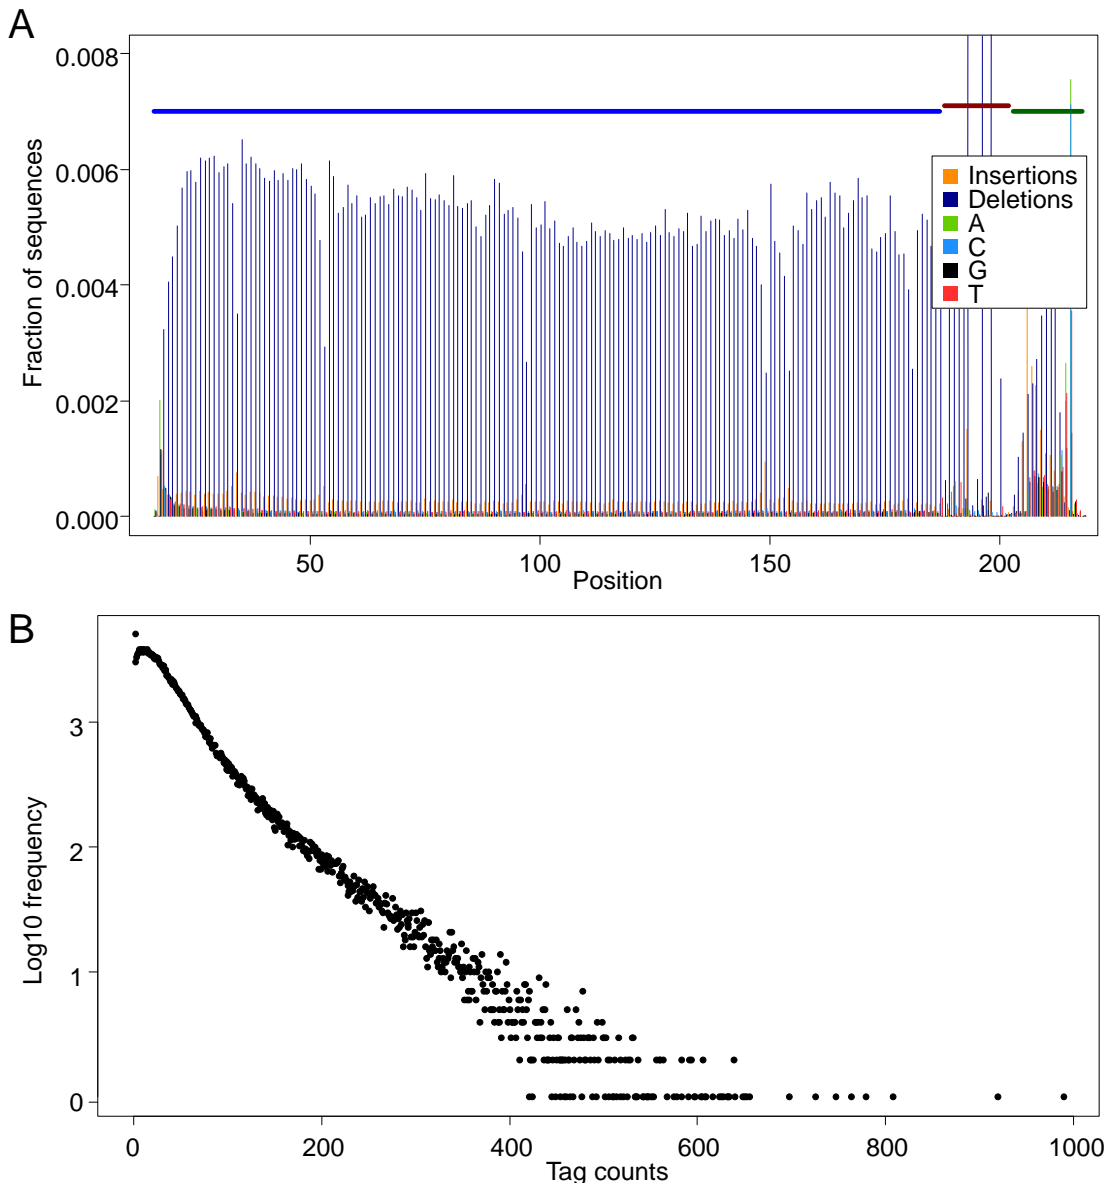 A
0.008
0.006
0.004
0.002
0.000
Fraction of sequences
Insertions
Deletions
A
C
G
T
50
100
150
200
Position
B
3
2
1
0
Log10 frequency
0
200
400
600
800
1000
Tag counts